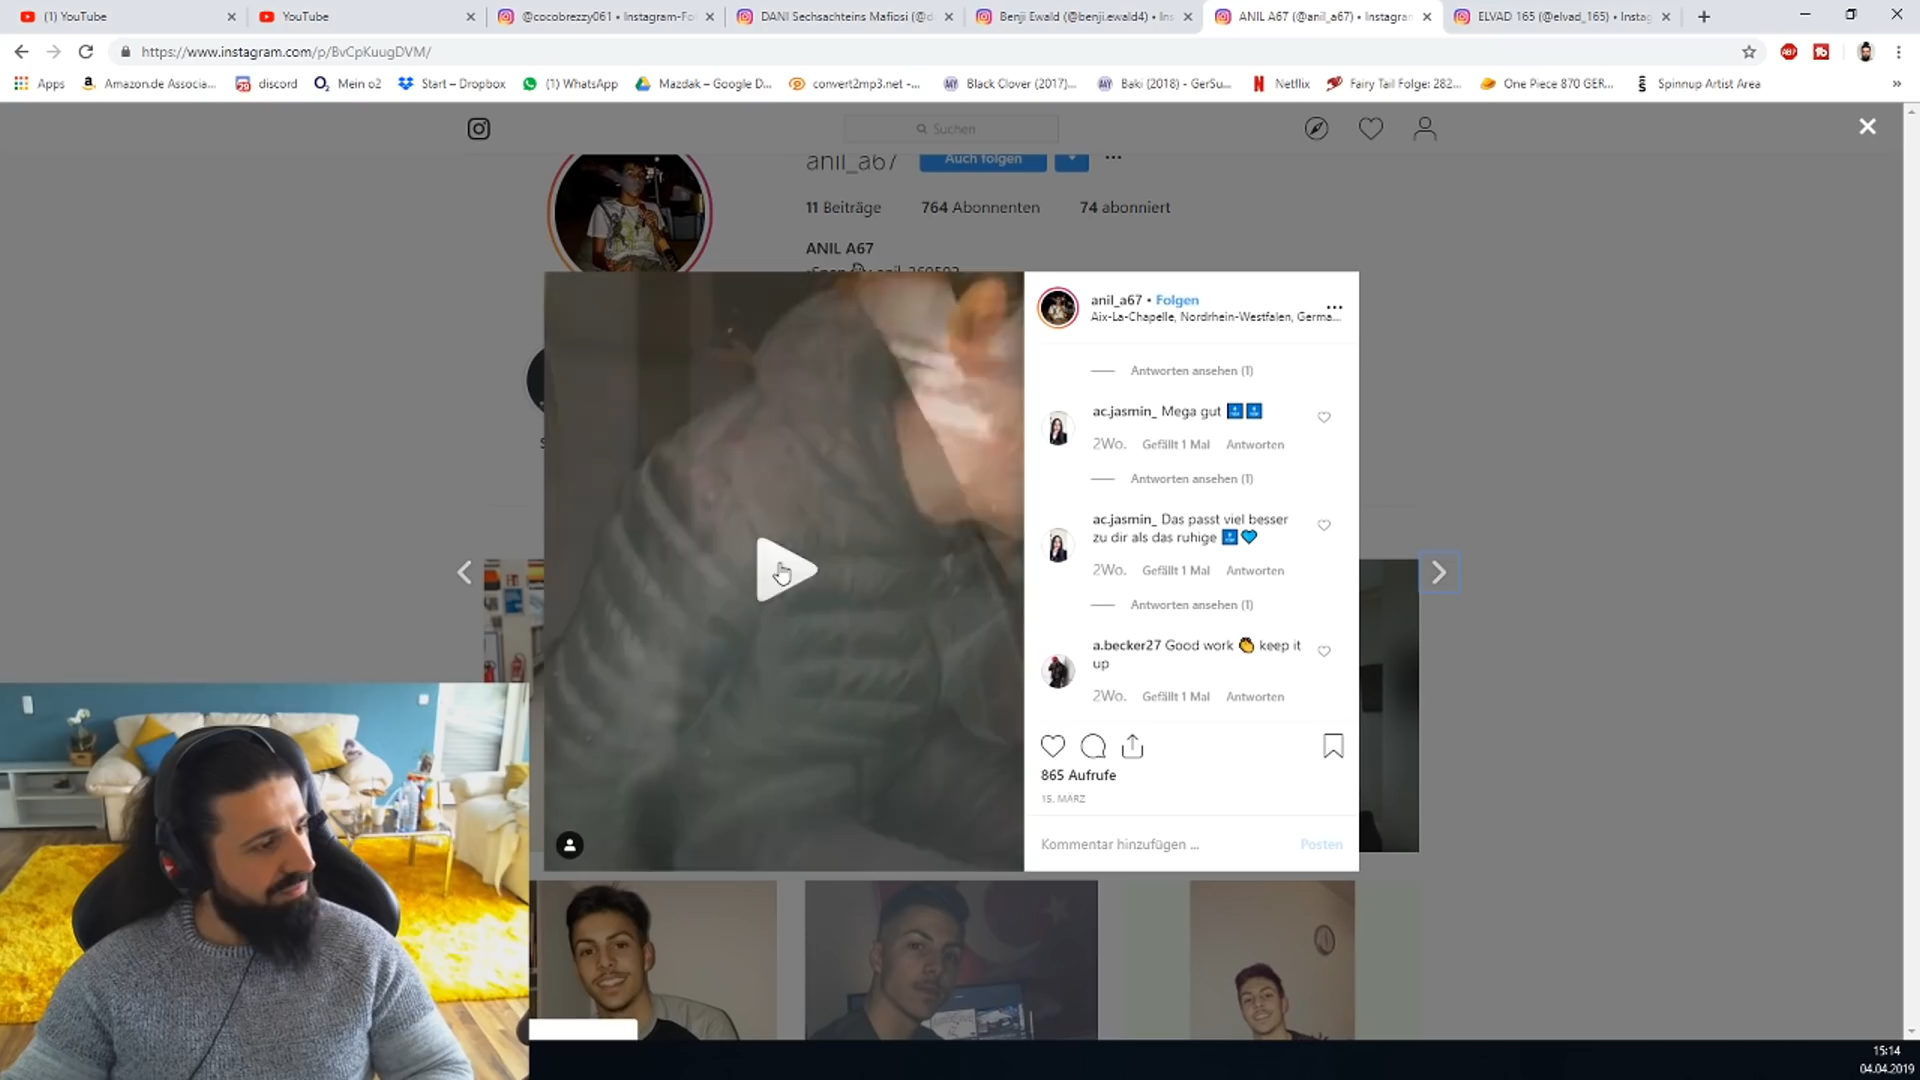 (1) YouTube
YouTube
@cocobrezzy061 • Instagram-Fo
DANI Sechsachteins Mafiosi (@d
Benji Ewald (@benji.ewald4) • Ins
ANIL A67 (@anil_a67) • Instagran
ELVAD 165 (@elvad_165) • Instag
https://www.instagram.com/p/BvCpKuugDVM/
Apps
Amazon.de Associa...
discord
Mein o2
Start – Dropbox
(1) WhatsApp
Mazdak – Google D...
convert2mp3.net -...
Black Clover (2017)...
Baki (2018) - GerSu...
Netflix
Fairy Tail Folge: 282...
One Piece 870 GER...
Spinnup Artist Area
»
Suchen
anil_a67
Auch folgen
11 Beiträge
764 Abonnenten
74 abonniert
ANIL A67
anil_a67 • Folgen
Aix-La-Chapelle, Nordrhein-Westfalen, Germa...
Antworten ansehen (1)
ac.jasmin_ Mega gut
2Wo. Gefällt 1 Mal Antworten
Antworten ansehen (1)
ac.jasmin_ Das passt viel besser
zu dir als das ruhige
2Wo. Gefällt 1 Mal Antworten
Antworten ansehen (1)
a.becker27 Good work 👏 keep it
up
2Wo. Gefällt 1 Mal Antworten
865 Aufrufe
15. MÄRZ
Kommentar hinzufügen ...
Posten
15:14
04.04.2019